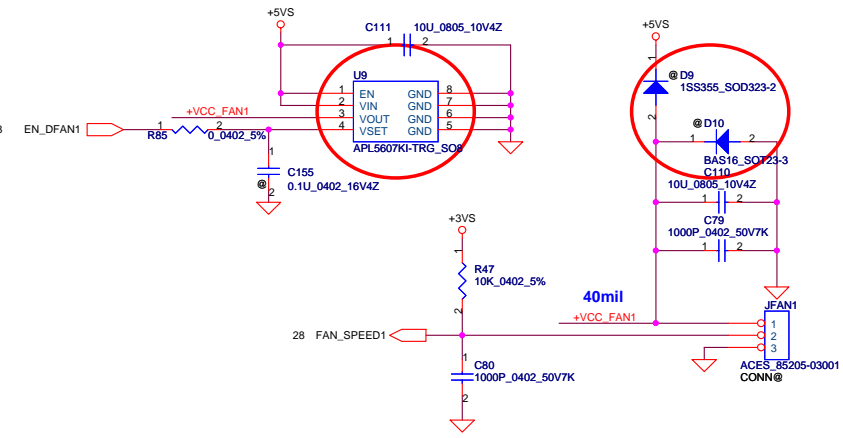 +5VS
C111 10U_0805_10V4Z
1 2
U9
1 EN GND 8
2 VIN GND 7
3 VOUT GND 6
4 VSET GND 5
APL5607KI-TRG_SO8
+VCC_FAN1
EN_DFAN1
1 2
R85 0_0402_5%
1
C155
@
0.1U_0402_16V4Z
2
+5VS
1
@ D9
1SS355_SOD323-2
2
@D10
1 2
BAS16_SOT23-3
C110
10U_0805_10V4Z
1 2
C79
1000P_0402_50V7K
1 2
+3VS
1
R47
10K_0402_5%
2
40mil
+VCC_FAN1
28 FAN_SPEED1
1
C80
1000P_0402_50V7K
2
JFAN1
1
2
3
ACES_85205-03001
CONN@